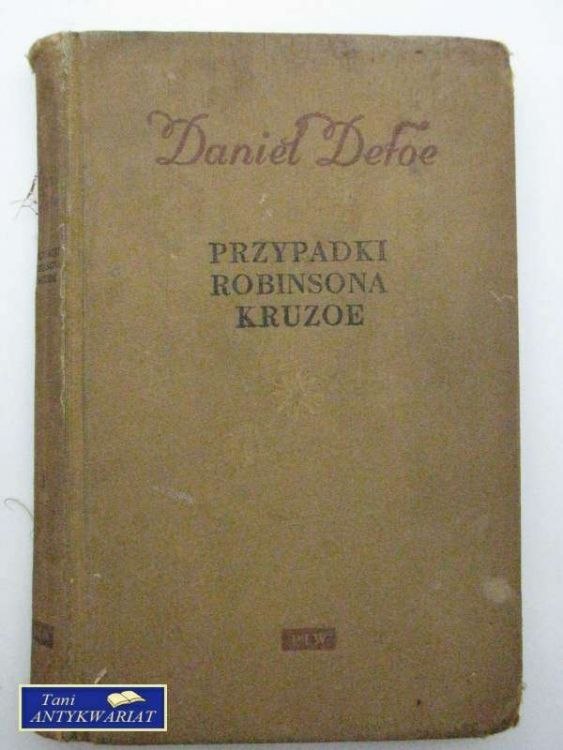 Daniel Defoe
PRZYPADKI
ROBINSONA
KRUZOE
PIW
Tani
ANTYKWARIAT